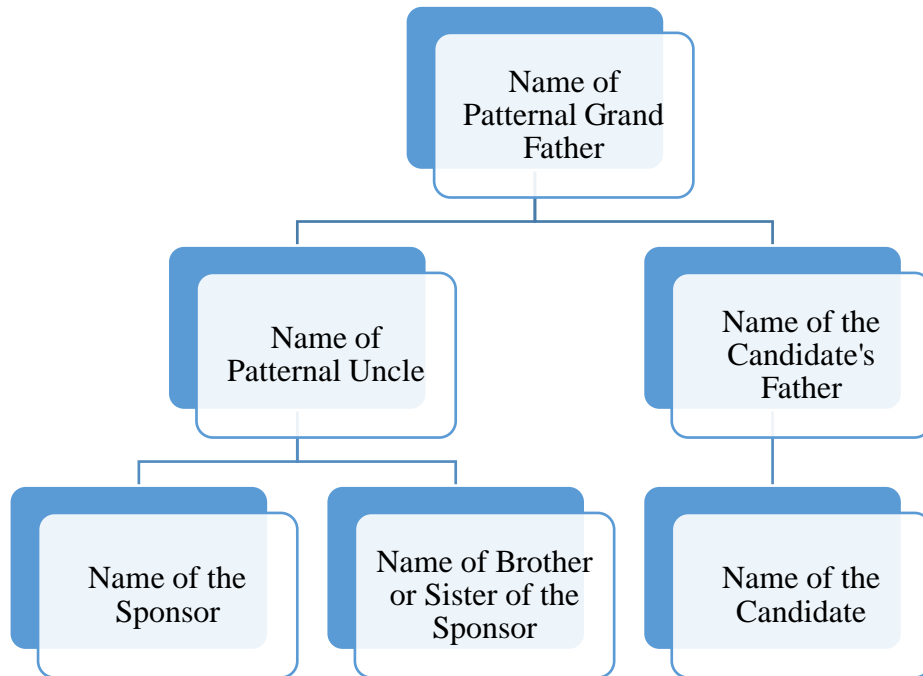 Name of
Patternal Grand
Father
Name of
Patternal Uncle
Name of the
Candidate's
Father
Name of the
Sponsor
Name of Brother
or Sister of the
Sponsor
Name of the
Candidate